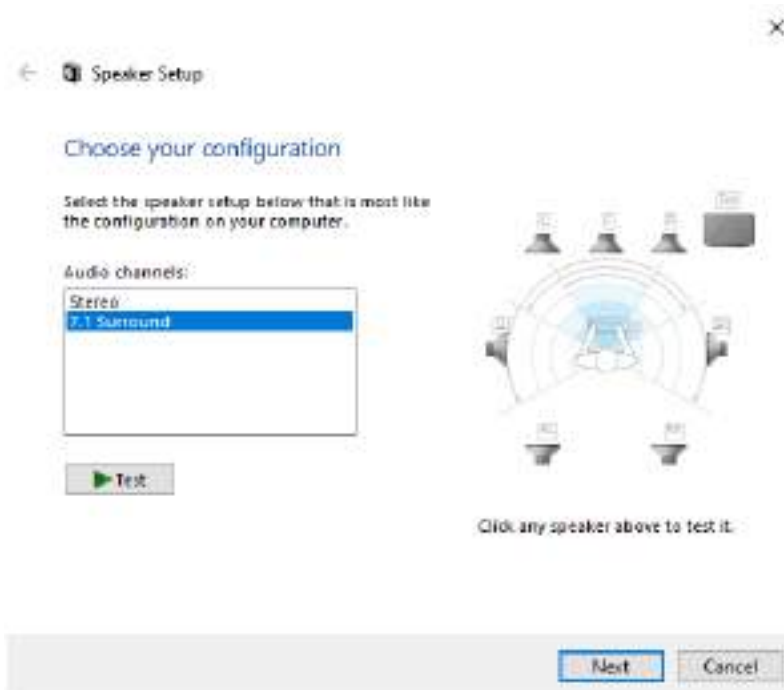 Speaker Setup
Choose your configuration
Select the speaker setup below that is most like
the configuration on your computer.
Audio channels:
Stereo
7.1 Surround
Test
Click any speaker above to test it.
Next
Cancel